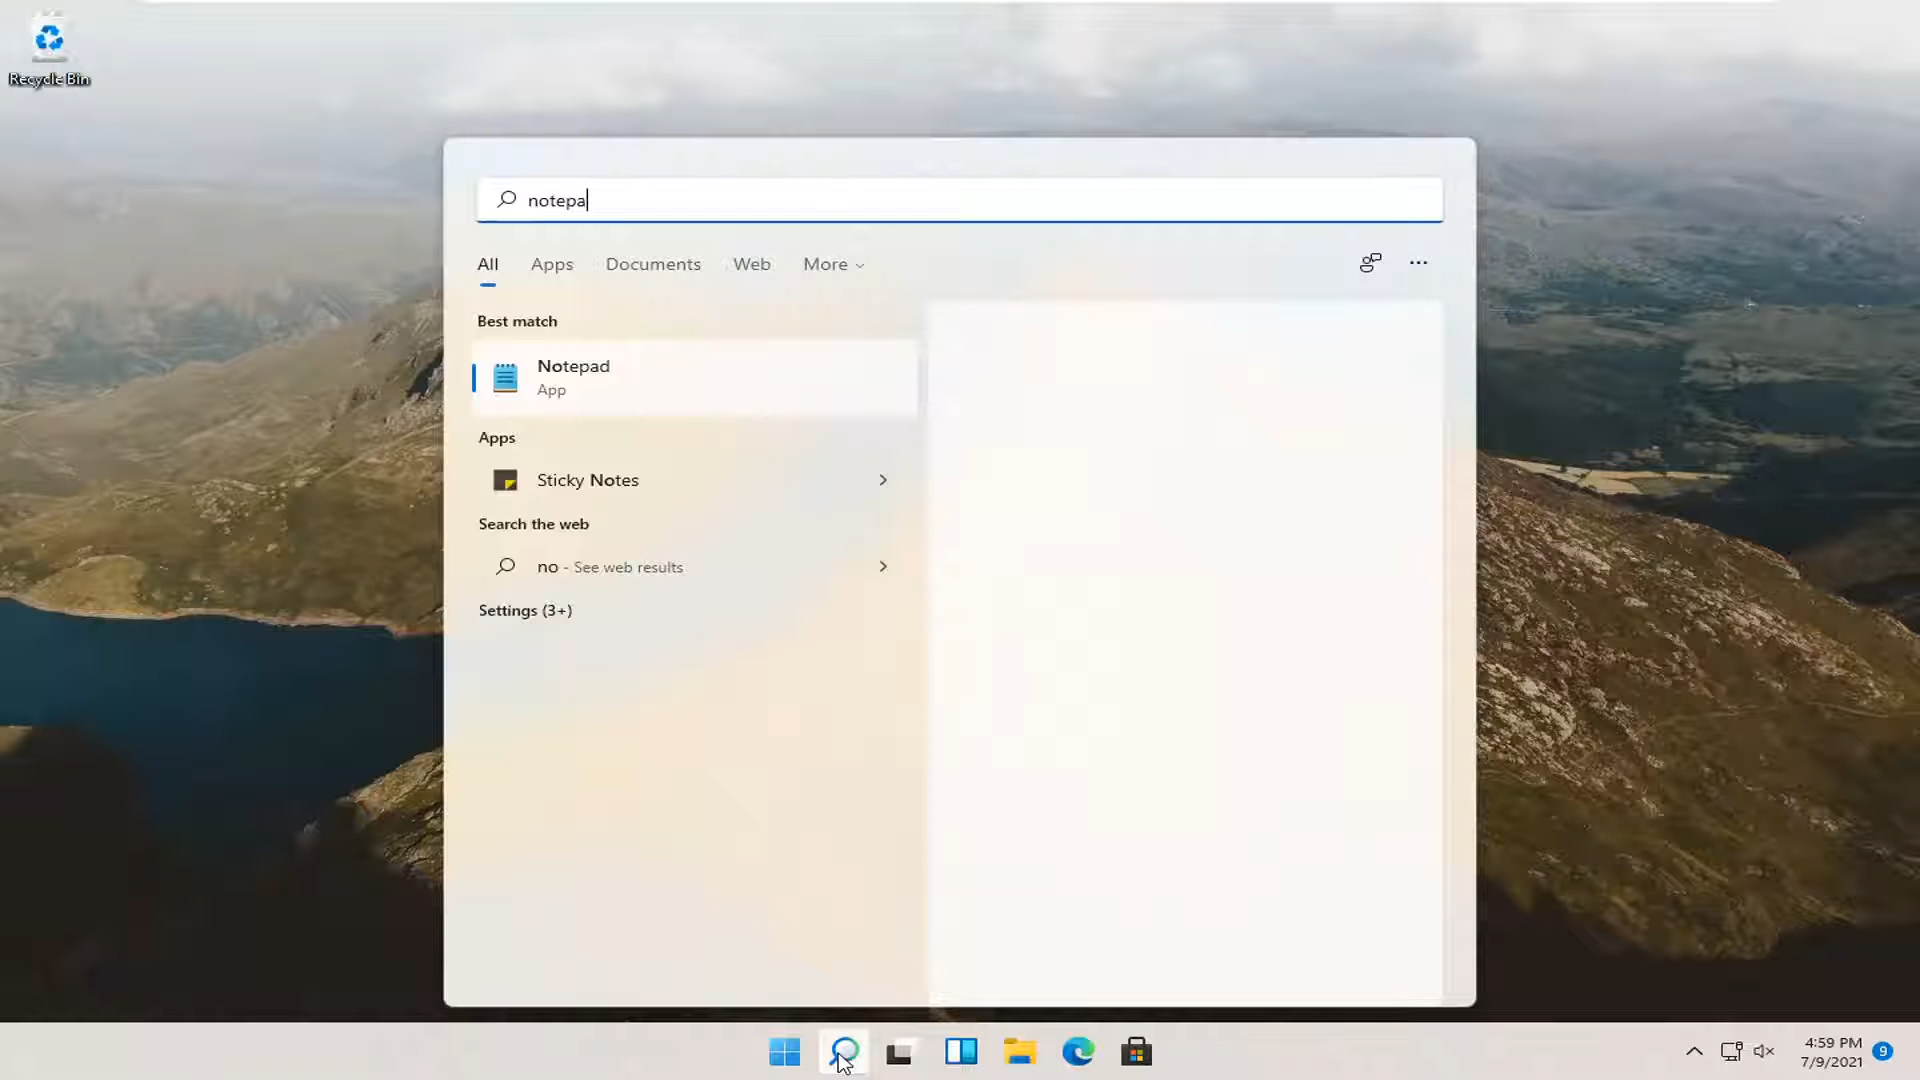 Recycle Bin
notepa
All Apps Documents Web More
Best match
Notepad
App
Apps
Sticky Notes
Search the web
no - See web results
Settings (3+)
4:59 PM
7/9/2021
9